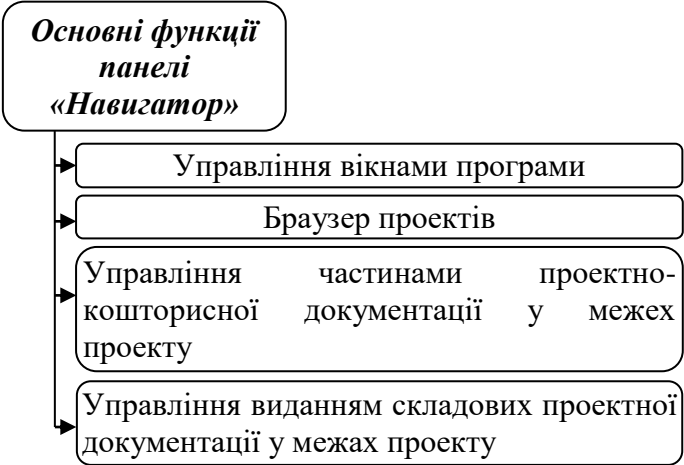 Основні функції
панелі
«Навигатор»
Управління вікнами програми
Браузер проектів
Управління частинами проектно-
кошторисної документації у межех
проекту
Управління виданням складових проектної
документації у межах проекту